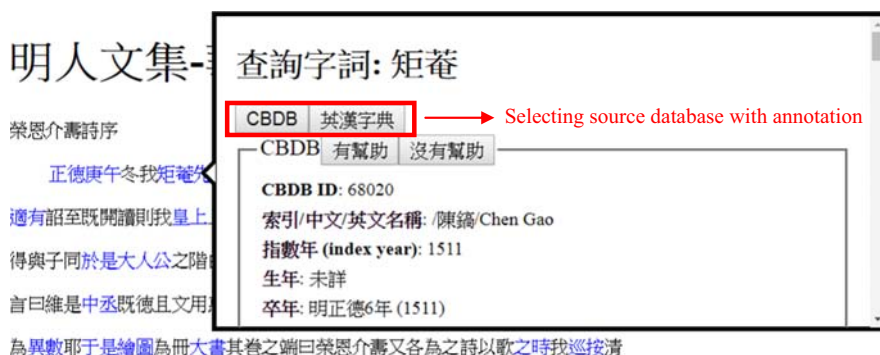 明人文集-
查詢字詞: 矩菴
CBDB 英漢字典
Selecting source database with annotation
CBDB 有幫助 沒有幫助
CBDB ID: 68020
索引/中文/英文名稱: /陳鎬/Chen Gao
指數年 (index year): 1511
生年: 未詳
卒年: 明正德6年 (1511)
榮恩介壽詩序
正德庚午冬我矩菴先
適有詔至既開讀則我皇上
得與子同於是大人公之階
言曰維是中丞既德且文用
為異數耶于是繪圖為冊大書其卷之端曰榮恩介壽又各為之詩以歌之時我巡按清